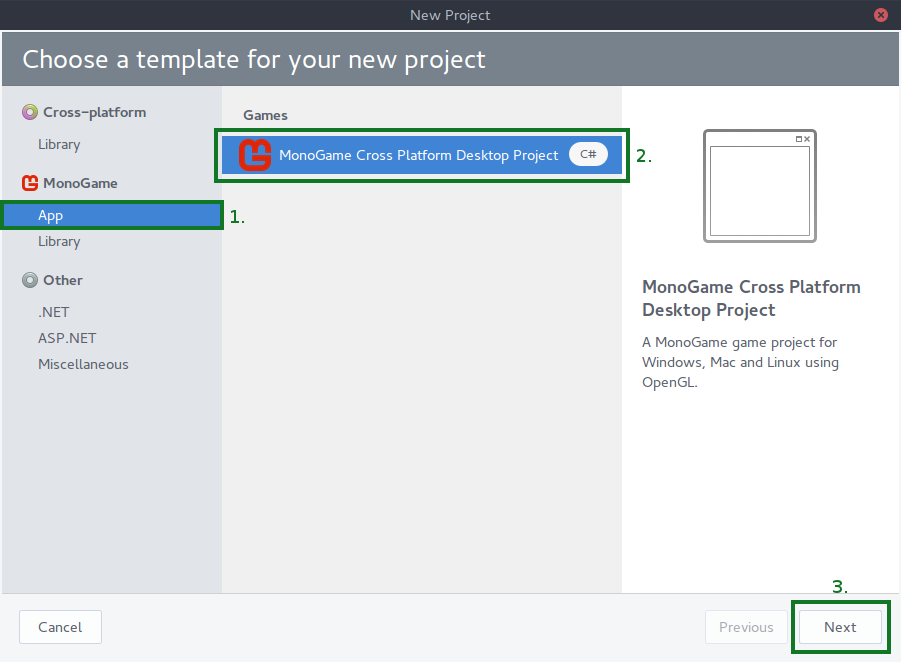 New Project
Choose a template for your new project
Cross-platform
Library
MonoGame
App
1.
Library
Other
.NET
ASP.NET
Miscellaneous
Games
MonoGame Cross Platform Desktop Project C#
2.
MonoGame Cross Platform
Desktop Project
A MonoGame game project for
Windows, Mac and Linux using
OpenGL.
3.
Cancel
Previous
Next